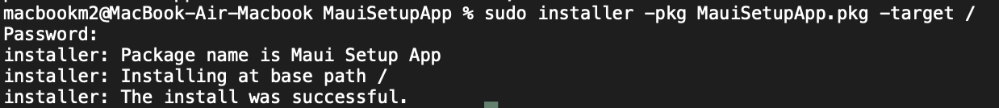 macbookm2@MacBook-Air-Macbook MauiSetupApp % sudo installer -pkg MauiSetupApp.pkg -target /
Password:
installer: Package name is Maui Setup App
installer: Installing at base path /
installer: The install was successful.